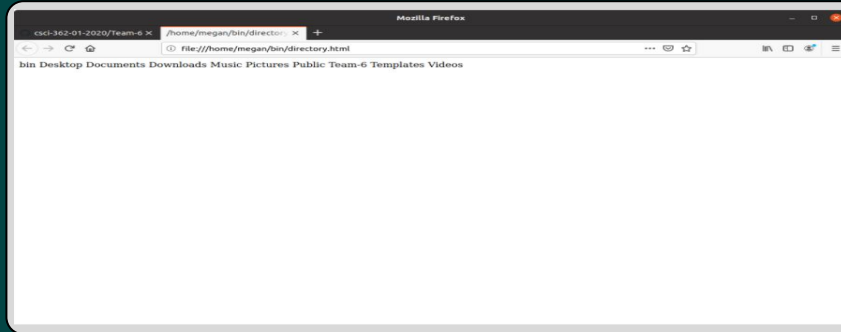 Mozilla Firefox
csci-362-01-2020/Team-6 ×
/home/megan/bin/directory × +
file:///home/megan/bin/directory.html
bin Desktop Documents Downloads Music Pictures Public Team-6 Templates Videos